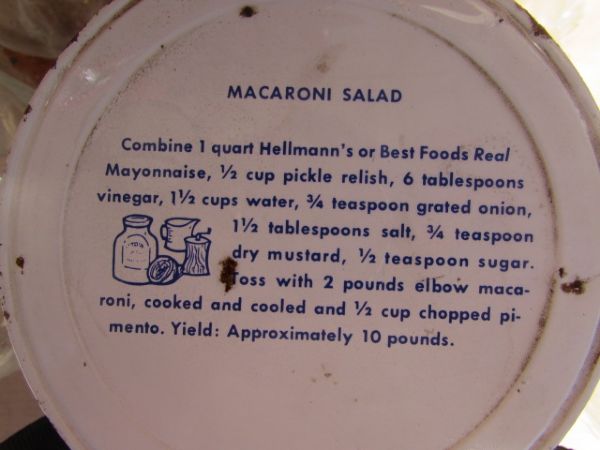 MACARONI SALAD
Combine 1 quart Hellmann's or Best Foods Real
Mayonnaise, ½ cup pickle relish, 6 tablespoons
vinegar, 1½ cups water, ¾ teaspoon grated onion,
1½ tablespoons salt, ¾ teaspoon
dry mustard, ½ teaspoon sugar.
Toss with 2 pounds elbow maca-
roni, cooked and cooled and ½ cup chopped pi-
mento. Yield: Approximately 10 pounds.